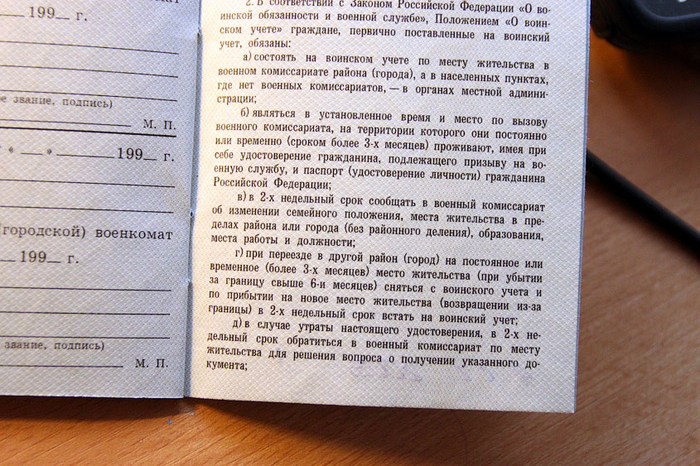 комат
199 г.
е звание, подпись)
М. П.
« — » 199 г.
(городской) военкомат
199 г.
звание, подпись)
М. П.
2. В соответствии с Законом Российской Федерации «О во-
инской обязанности и военной службе», Положением «О воин-
ском учете» граждане, первично поставленные на воинский
учет, обязаны:
а) состоять на воинском учете по месту жительства в
военном комиссариате района (города), а в населенных пунктах,
где нет военных комиссариатов, — в органах местной админи-
страции;
б) являться в установленное время и место по вызову
военного комиссариата, на территории которого они постоянно
или временно (сроком более 3-х месяцев) проживают, имея при
себе удостоверение гражданина, подлежащего призыву на во-
енную службу, и паспорт (удостоверение личности) гражданина
Российской Федерации;
в) в 2-х недельный срок сообщать в военный комиссариат
об изменении семейного положения, места жительства в пре-
делах района или города (без районного деления), образования,
места работы и должности;
г) при переезде в другой район (город) на постоянное или
временное (более 3-х месяцев) место жительства (при убытии
за границу свыше 6-и месяцев) сняться с воинского учета и
по прибытии на новое место жительства (возвращении из-за
границы) в 2-х недельный срок встать на воинский учет;
д) в случае утраты настоящего удостоверения, в 2-х не-
дельный срок обратиться в военный комиссариат по месту
жительства для решения вопроса о получении указанного до-
кумента;